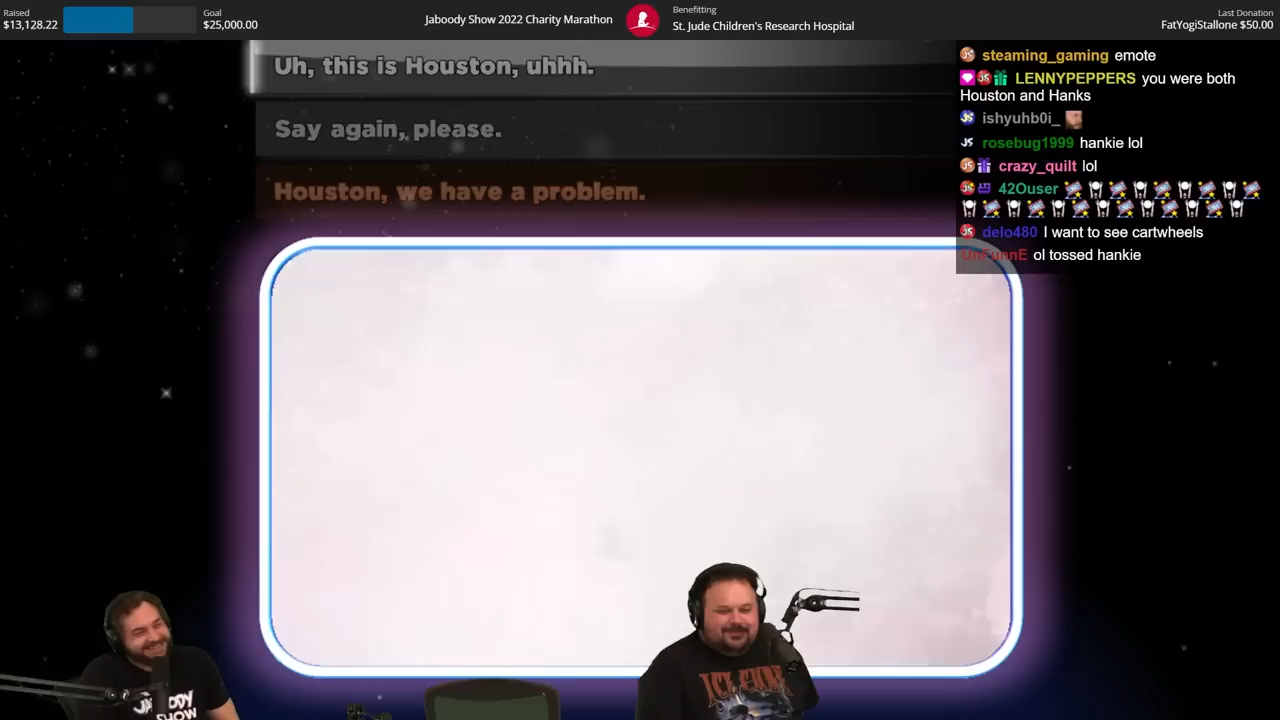 Raised
$13,128.22
Goal
$25,000.00
Jaboody Show 2022 Charity Marathon
Benefitting
St. Jude Children's Research Hospital
Last Donation
FatYogiStallone $50.00
Uh, this is Houston, uhhh.
Say again, please.
Houston, we have a problem.
steaming_gaming emote
LENNYPEPPERS you were both
Houston and Hanks
ishyuhb0i_
rosebug1999 hankie lol
crazy_quilt lol
42Ouser
delo480 I want to see cartwheels
UnFunnE ol tossed hankie
SHOW